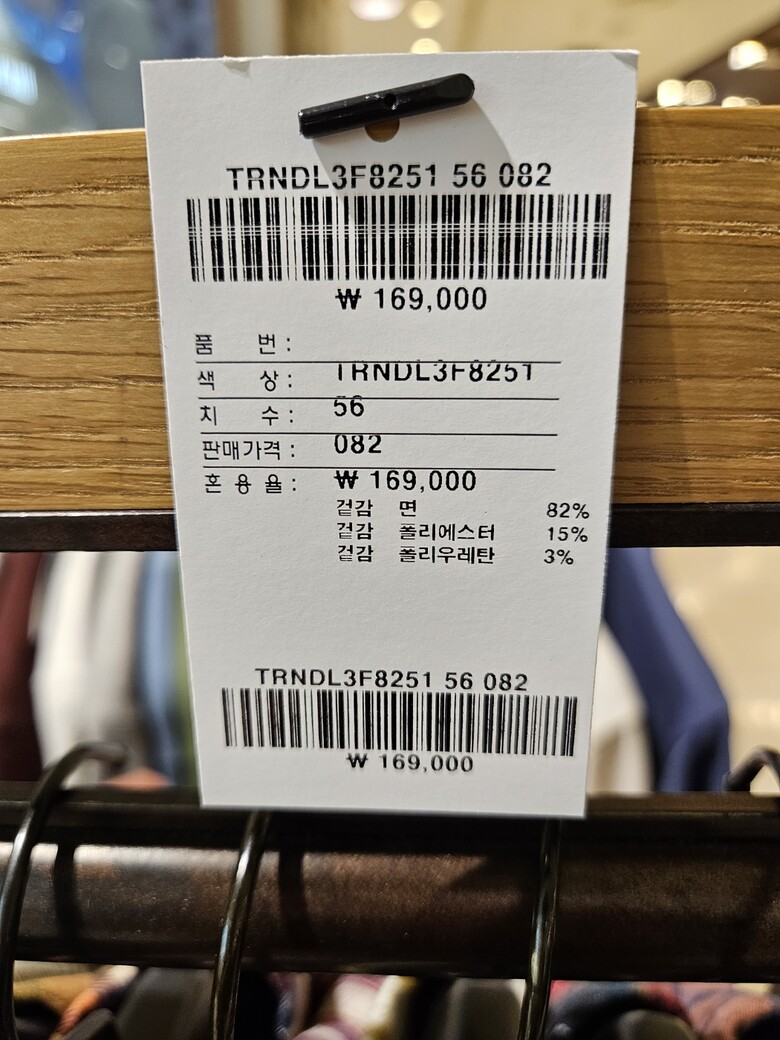 TRNDL3F8251 56 082
₩ 169,000
품 번 :
색 상 : TRNDL3F8251
치 수 : 56
판매가격 : 082
혼 용 율 : ₩ 169,000
겉감 면 82%
겉감 폴리에스터 15%
겉감 폴리우레탄 3%
TRNDL3F8251 56 082
₩ 169,000